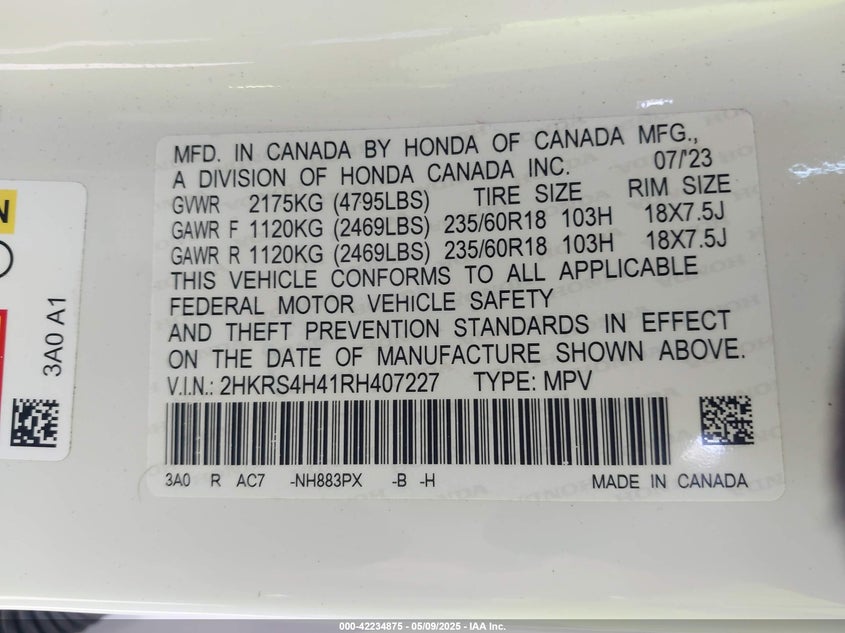 MFD. IN CANADA BY HONDA OF CANADA MFG.,
A DIVISION OF HONDA CANADA INC. 07/'23
GVWR 2175KG (4795LBS) TIRE SIZE RIM SIZE
GAWR F 1120KG (2469LBS) 235/60R18 103H 18X7.5J
GAWR R 1120KG (2469LBS) 235/60R18 103H 18X7.5J
THIS VEHICLE CONFORMS TO ALL APPLICABLE
FEDERAL MOTOR VEHICLE SAFETY
AND THEFT PREVENTION STANDARDS IN EFFECT
ON THE DATE OF MANUFACTURE SHOWN ABOVE.
V.I.N.: 2HKRS4H41RH407227 TYPE: MPV
3A0 R AC7 -NH883PX -B -H MADE IN CANADA
3A0 A1
N
000-42234875 - 05/09/2025 - IAA Inc.